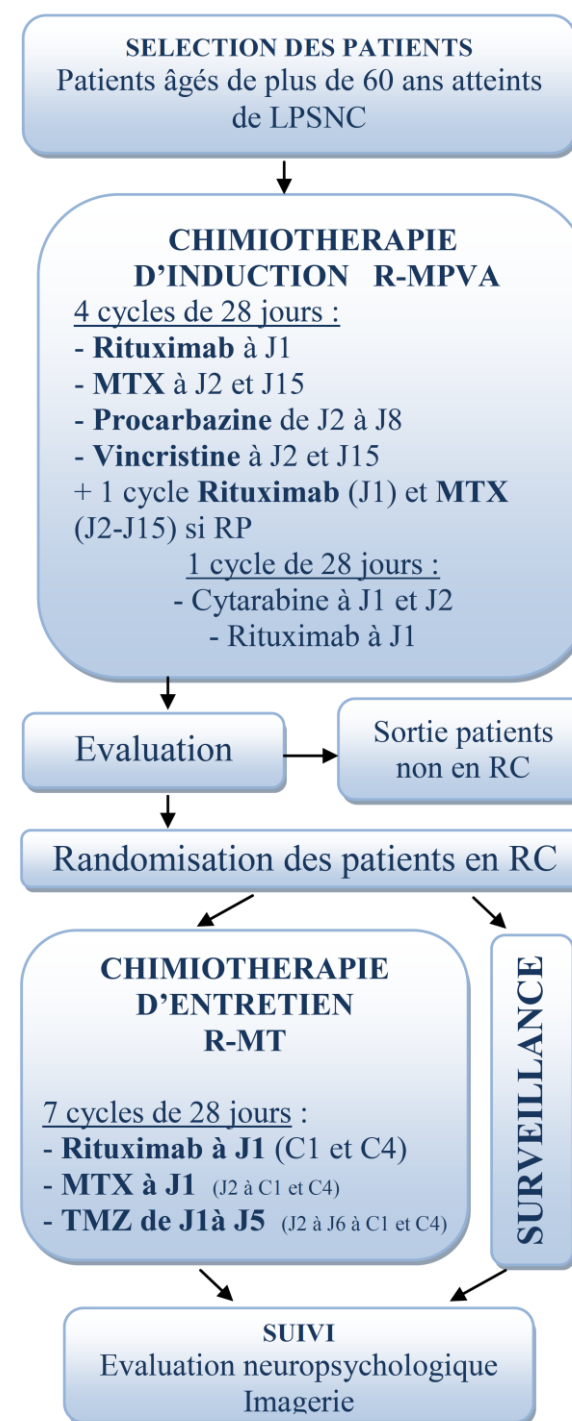 SELECTION DES PATIENTS
Patients âgés de plus de 60 ans atteints
de LPSNC
CHIMIOTHERAPIE
D'INDUCTION R-MPVA
4 cycles de 28 jours :
- Rituximab à J1
- MTX à J2 et J15
- Procarbazine de J2 à J8
- Vincristine à J2 et J15
+ 1 cycle Rituximab (J1) et MTX
(J2-J15) si RP
1 cycle de 28 jours :
- Cytarabine à J1 et J2
- Rituximab à J1
Evaluation
Sortie patients
non en RC
Randomisation des patients en RC
CHIMIOTHERAPIE
D'ENTRETIEN
R-MT
7 cycles de 28 jours :
- Rituximab à J1 (C1 et C4)
- MTX à J1 (J2 à C1 et C4)
- TMZ de J1à J5 (J2 à J6 à C1 et C4)
SURVEILLANCE
SUIVI
Evaluation neuropsychologique
Imagerie